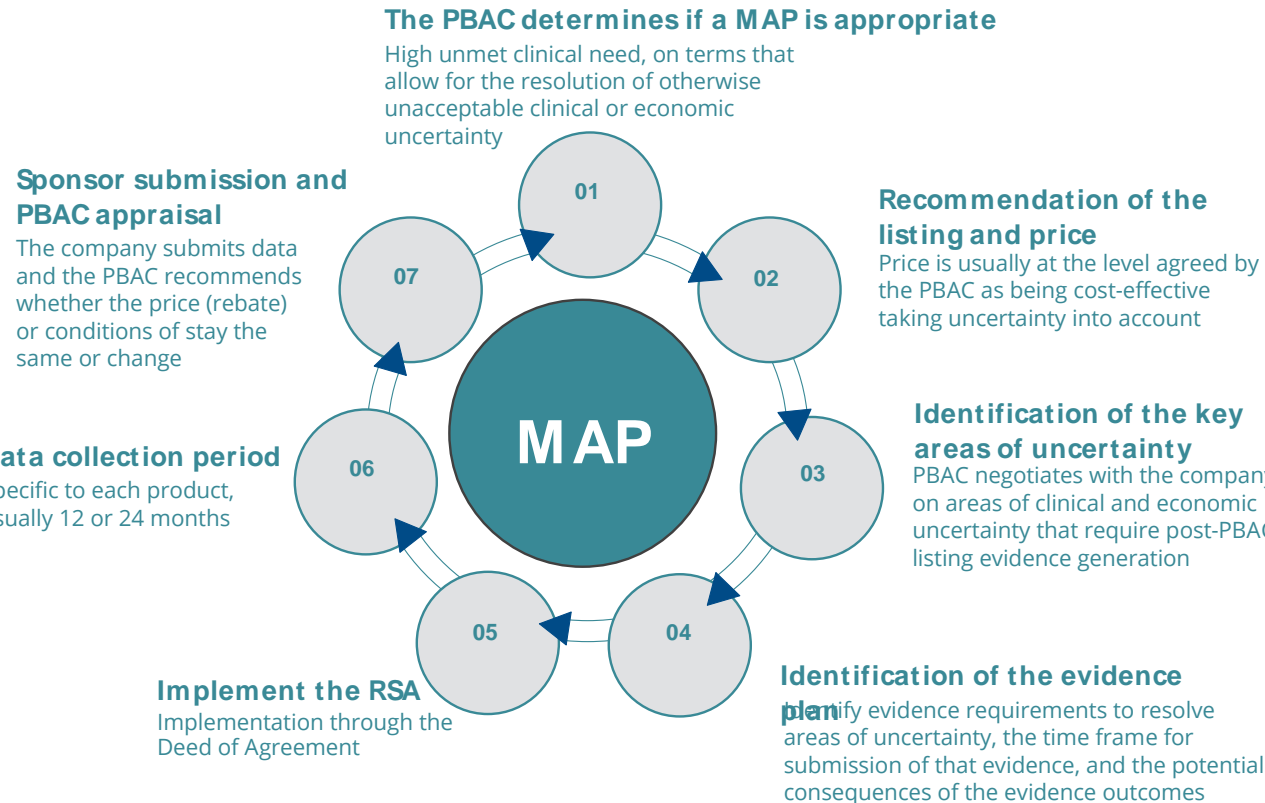 The PBAC determines if a MAP is appropriate
High unmet clinical need, on terms that
allow for the resolution of otherwise
unacceptable clinical or economic
uncertainty
01
Recommendation of the
listing and price
Price is usually at the level agreed by
the PBAC as being cost-effective
taking uncertainty into account
02
Identification of the key
areas of uncertainty
PBAC negotiates with the company
on areas of clinical and economic
uncertainty that require post-PBAC
listing evidence generation
03
Identification of the evidence
plan
Identify evidence requirements to resolve
areas of uncertainty, the time frame for
submission of that evidence, and the potential
consequences of the evidence outcomes
04
Implement the RSA
Implementation through the
Deed of Agreement
05
ata collection period
pecific to each product,
sually 12 or 24 months
06
Sponsor submission and
PBAC appraisal
The company submits data
and the PBAC recommends
whether the price (rebate)
or conditions of stay the
same or change
07
MAP